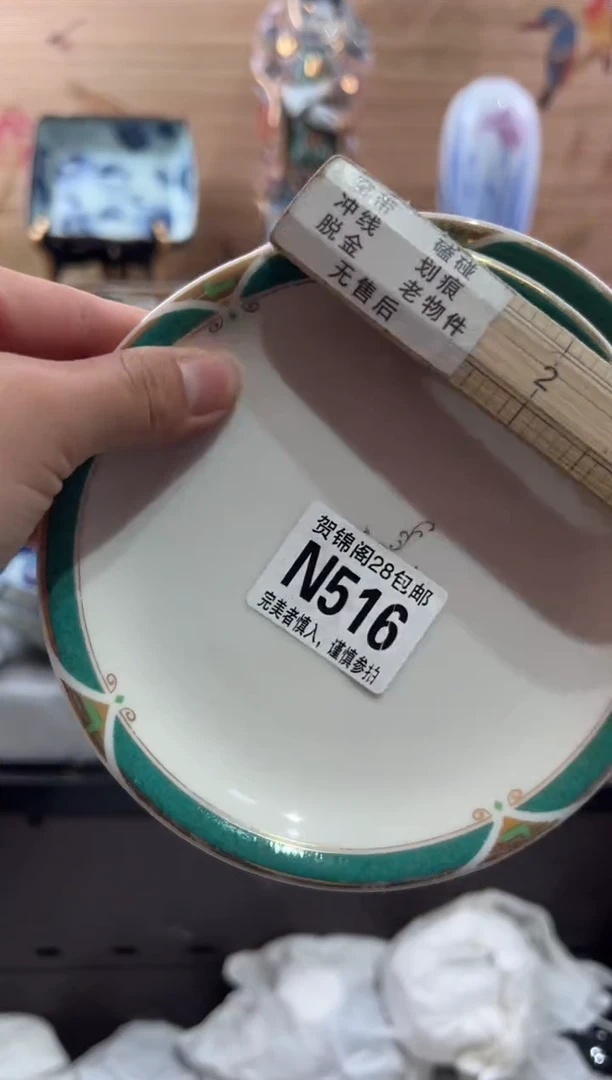 冲线 磕碰
脱金 划痕
无售后 老物件
2
贺锦阁28包邮
N516
完美者慎入，谨慎参拍